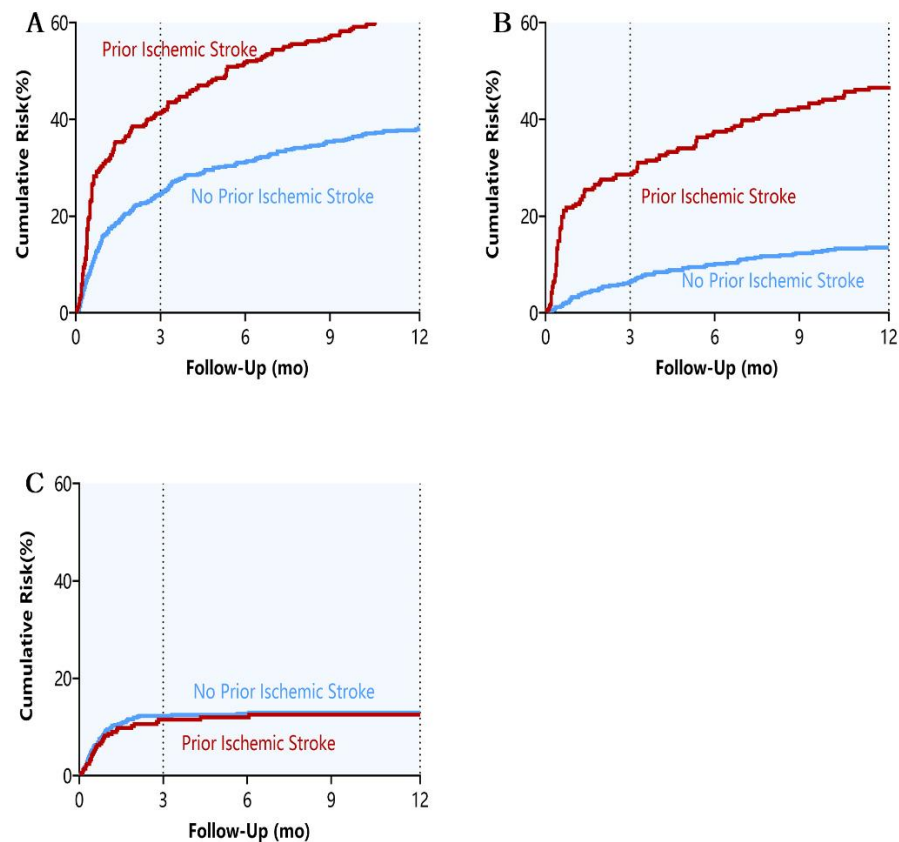 A
60
40
20
0
Cumulative Risk(%)
Prior Ischemic Stroke
No Prior Ischemic Stroke
0 3 6 9 12
Follow-Up (mo)
B
60
40
20
0
Cumulative Risk(%)
Prior Ischemic Stroke
No Prior Ischemic Stroke
0 3 6 9 12
Follow-Up (mo)
C
60
40
20
0
Cumulative Risk(%)
No Prior Ischemic Stroke
Prior Ischemic Stroke
0 3 6 9 12
Follow-Up (mo)